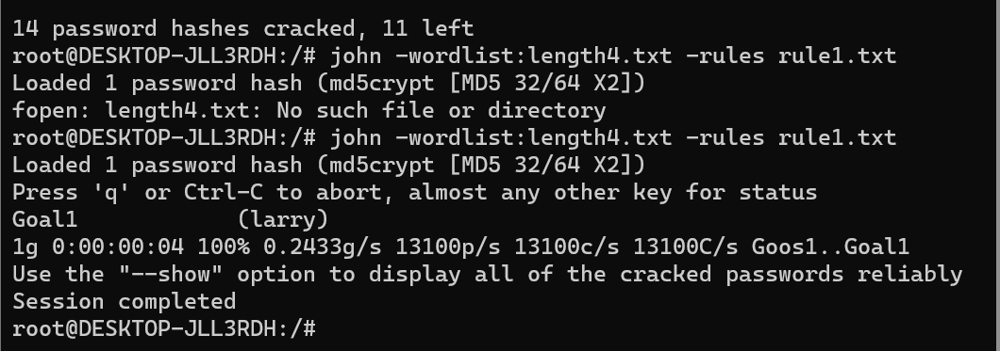 14 password hashes cracked, 11 left
root@DESKTOP-JLL3RDH:/# john -wordlist:length4.txt -rules rule1.txt
Loaded 1 password hash (md5crypt [MD5 32/64 X2])
fopen: length4.txt: No such file or directory
root@DESKTOP-JLL3RDH:/# john -wordlist:length4.txt -rules rule1.txt
Loaded 1 password hash (md5crypt [MD5 32/64 X2])
Press 'q' or Ctrl-C to abort, almost any other key for status
Goal1            (larry)
1g 0:00:00:04 100% 0.2433g/s 13100p/s 13100c/s 13100C/s Goos1..Goal1
Use the "--show" option to display all of the cracked passwords reliably
Session completed
root@DESKTOP-JLL3RDH:/#